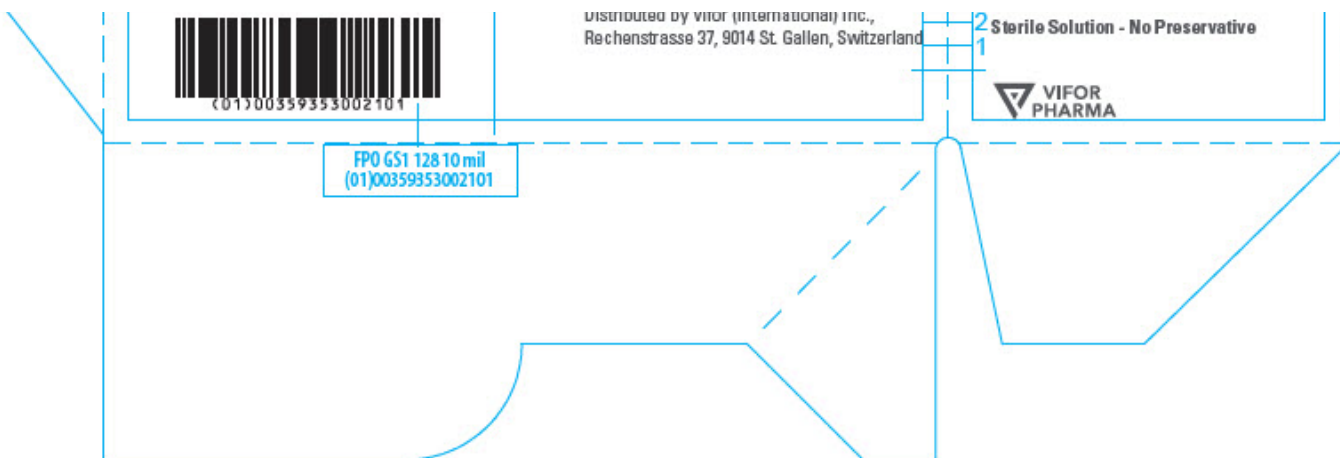 Distributed by Vifor (International) Inc.,
Rechenstrasse 37, 9014 St. Gallen, Switzerland
2
1
Sterile Solution - No Preservative
(01)00359353002101
VIFOR
PHARMA
FPO GS1 128 10 mil
(01)00359353002101